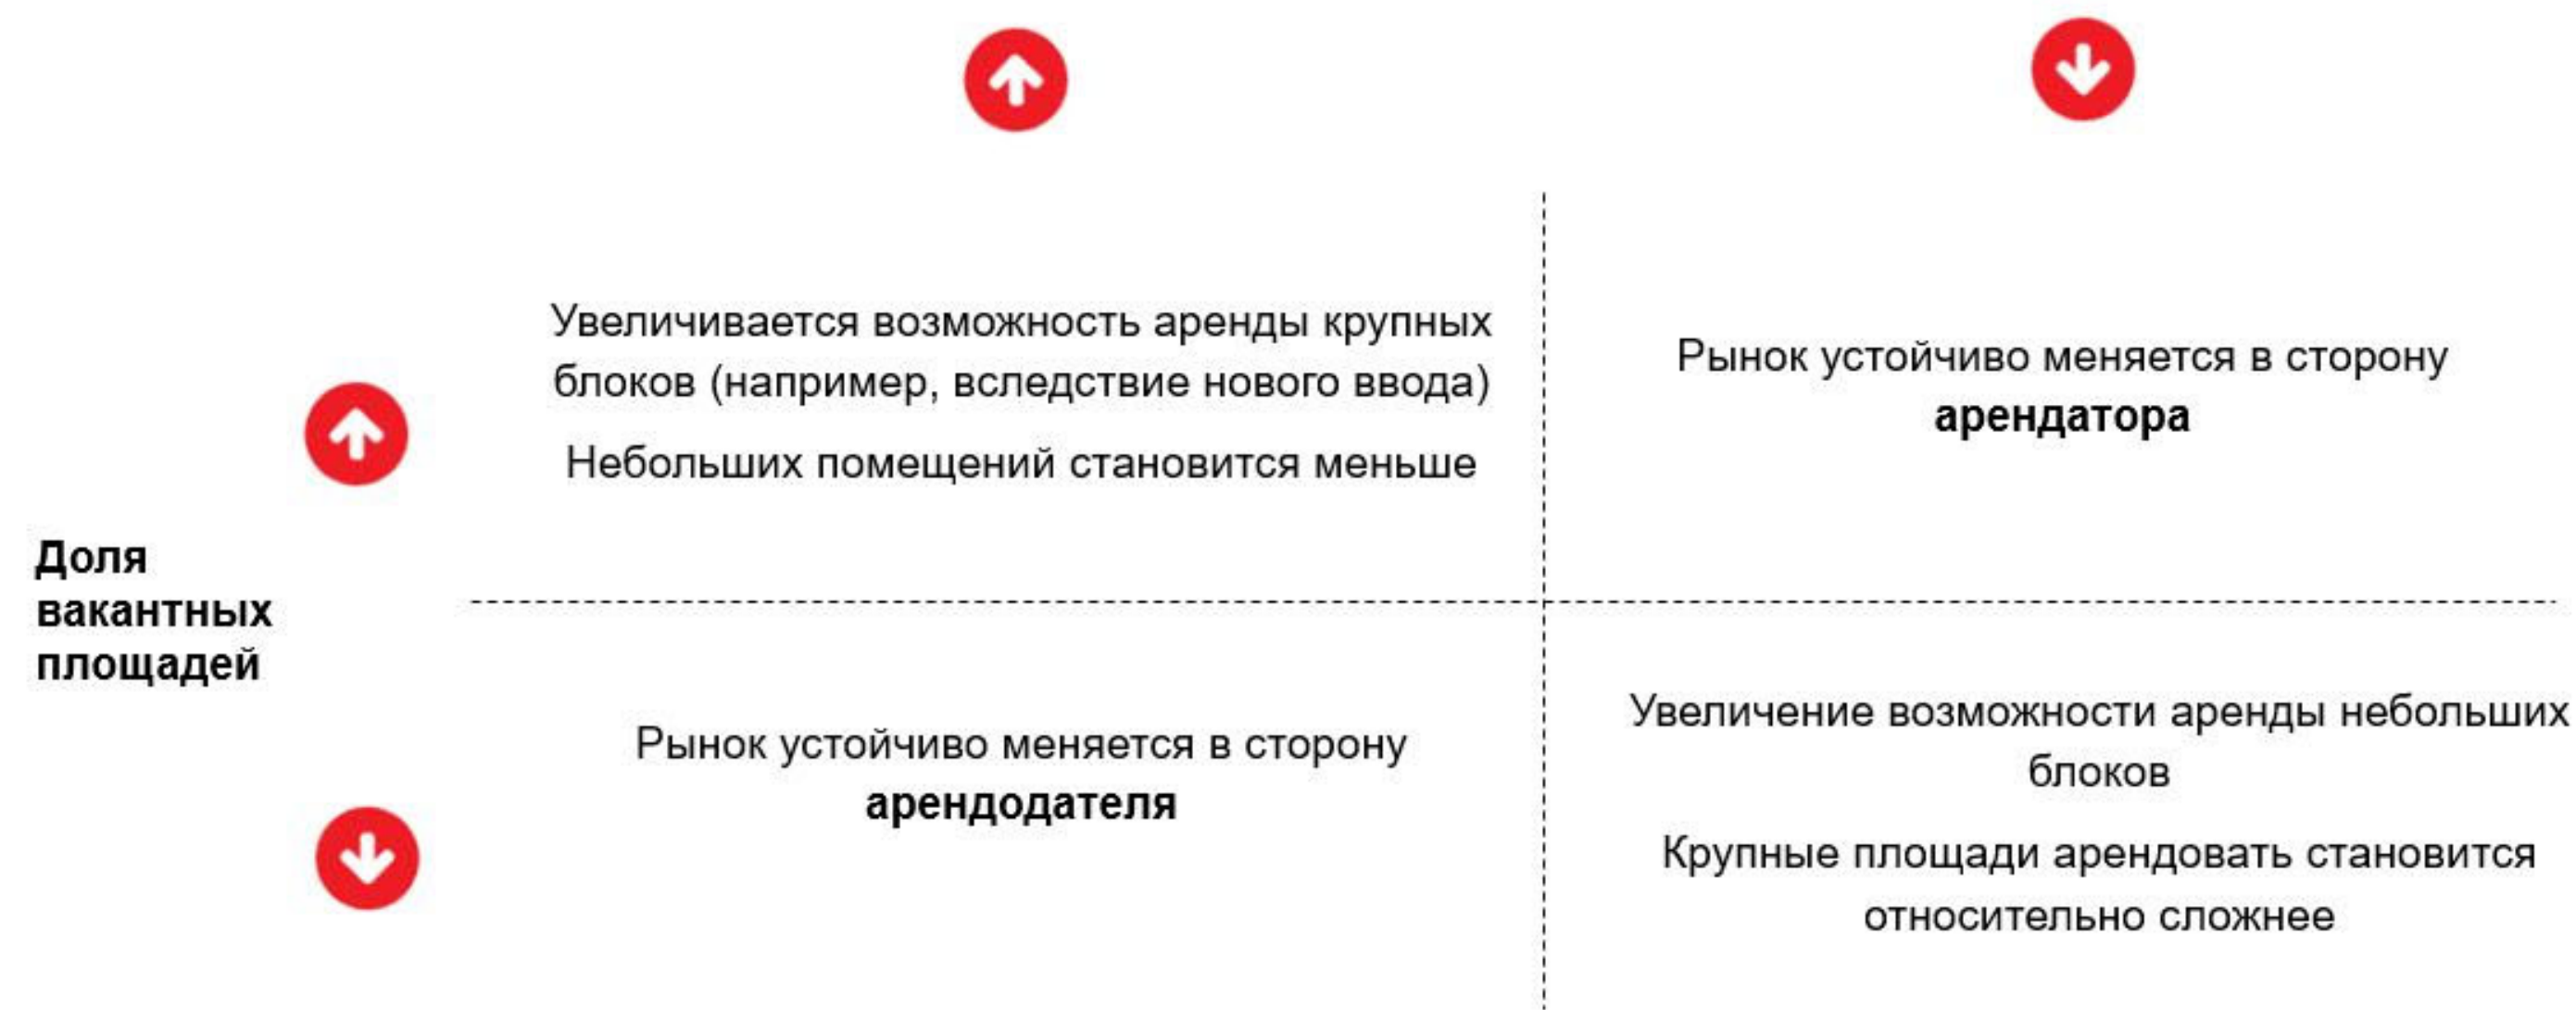 Увеличивается возможность аренды крупных
блоков (например, вследствие нового ввода)
Небольших помещений становится меньше
Рынок устойчиво меняется в сторону
арендатора
Доля
вакантных
площадей
Рынок устойчиво меняется в сторону
арендодателя
Увеличение возможности аренды небольших
блоков
Крупные площади арендовать становится
относительно сложнее